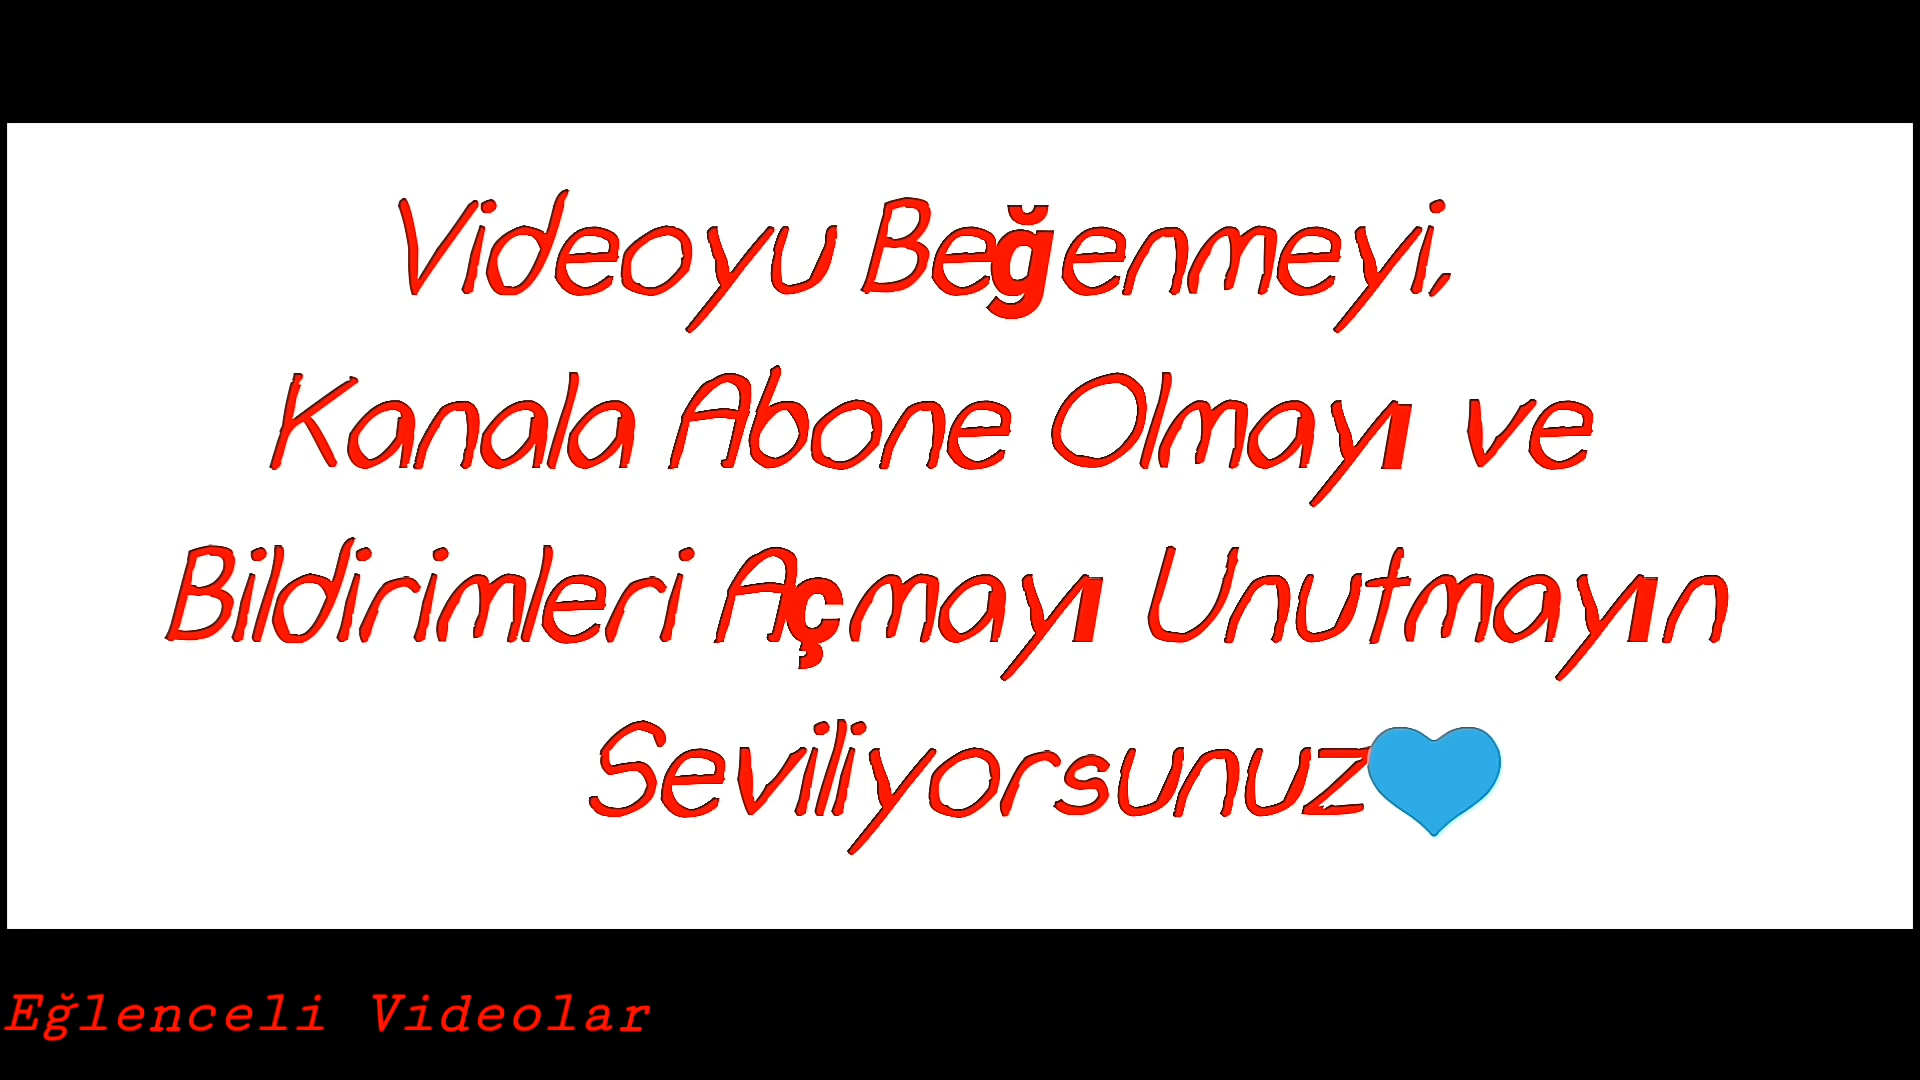 Videoyu Beğenmeyi,
Kanala Abone Olmayı ve
Bildirimleri Açmayı Unutmayın
Seviliyorsunuz💙
Eğlenceli Videolar